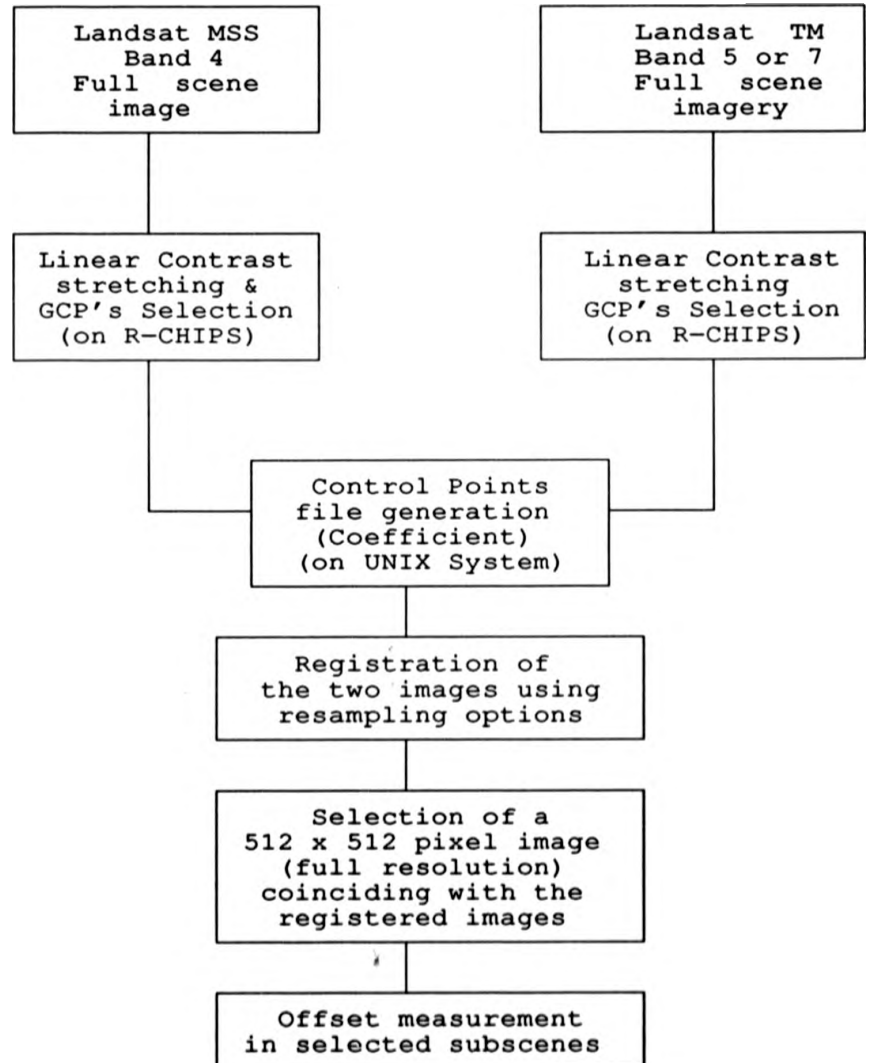 Landsat MSS
Band 4
Full scene
image
Landsat TM
Band 5 or 7
Full scene
imagery
Linear Contrast
stretching &
GCP's Selection
(on R-CHIPS)
Linear Contrast
stretching
GCP's Selection
(on R-CHIPS)
Control Points
file generation
(Coefficient)
(on UNIX System)
Registration of
the two images using
resampling options
Selection of a
512 x 512 pixel image
(full resolution)
coinciding with the
registered images
Offset measurement
in selected subscenes